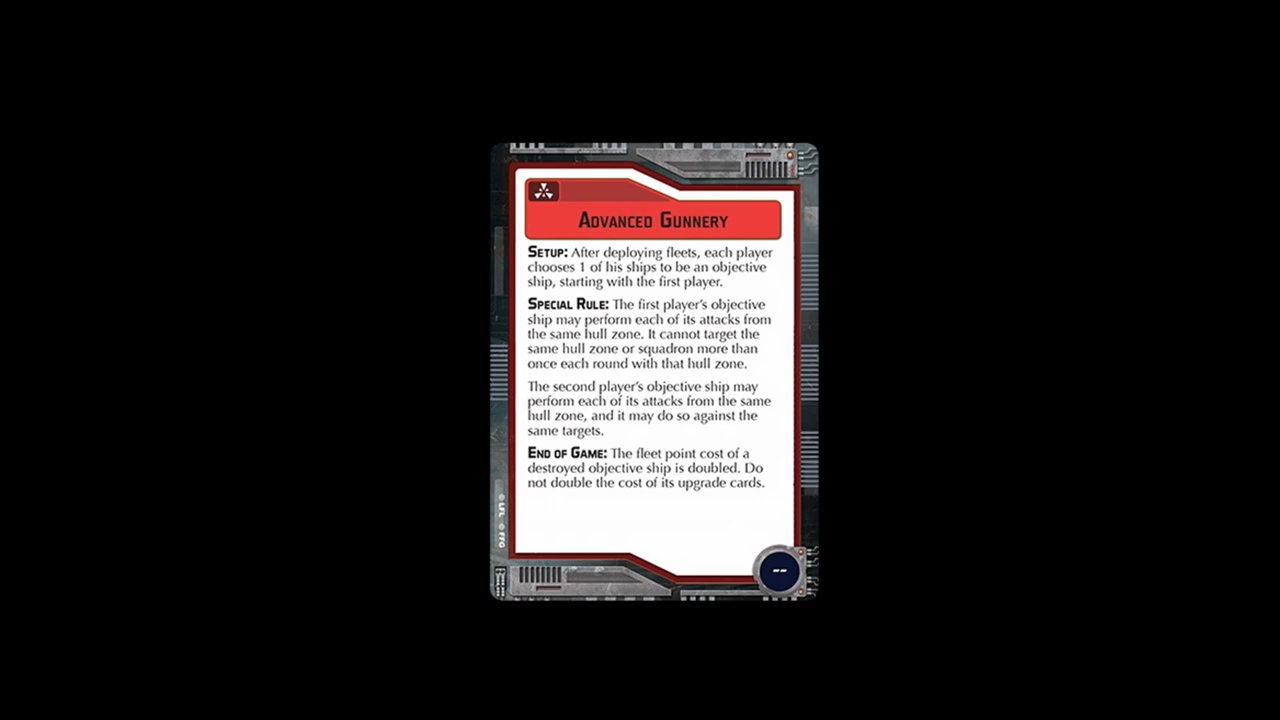 Advanced Gunnery
Setup: After deploying fleets, each player
chooses 1 of his ships to be an objective
ship, starting with the first player.
Special Rule: The first player's objective
ship may perform each of its attacks from
the same hull zone. It cannot target the
same hull zone or squadron more than
once each round with that hull zone.
The second player's objective ship may
perform each of its attacks from the same
hull zone, and it may do so against the
same targets.
End of Game: The fleet point cost of a
destroyed objective ship is doubled. Do
not double the cost of its upgrade cards.
© LFL © FFG
--